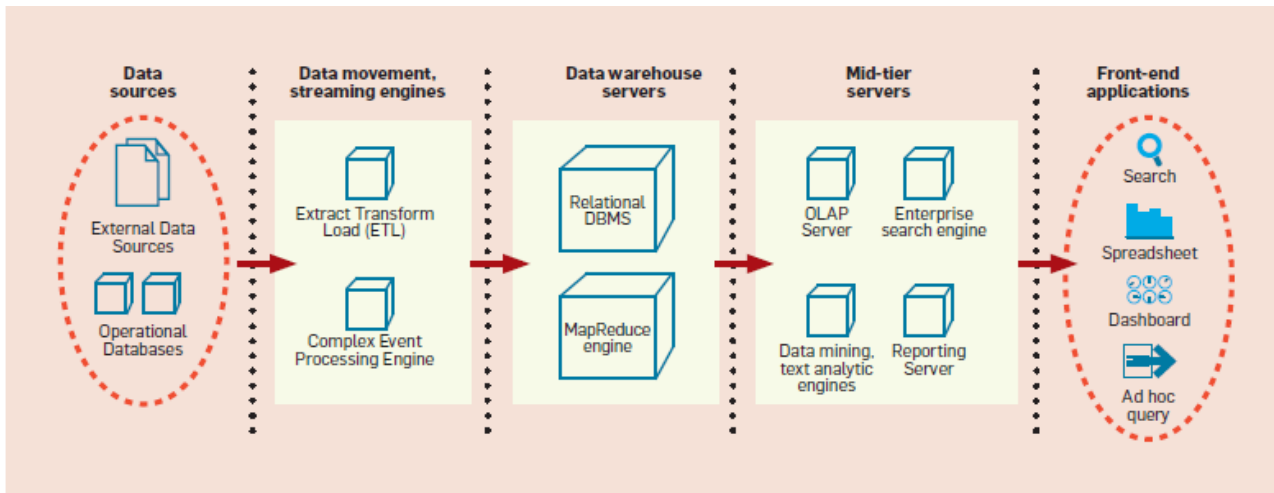 Data
sources
Data movement,
streaming engines
Data warehouse
servers
Mid-tier
servers
Front-end
applications
External Data
Sources
Operational
Databases
Extract Transform
Load (ETL)
Complex Event
Processing Engine
Relational
DBMS
MapReduce
engine
OLAP
Server
Enterprise
search engine
Data mining,
text analytic
engines
Reporting
Server
Search
Spreadsheet
Dashboard
Ad hoc
query